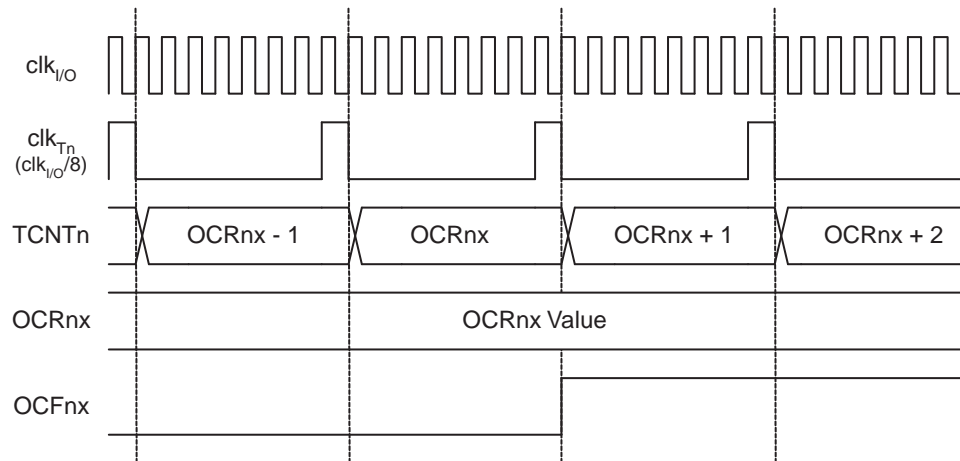 clkI/O
clkTn
(clkI/O/8)
TCNTn
OCRnx - 1
OCRnx
OCRnx + 1
OCRnx + 2
OCRnx
OCRnx Value
OCFnx